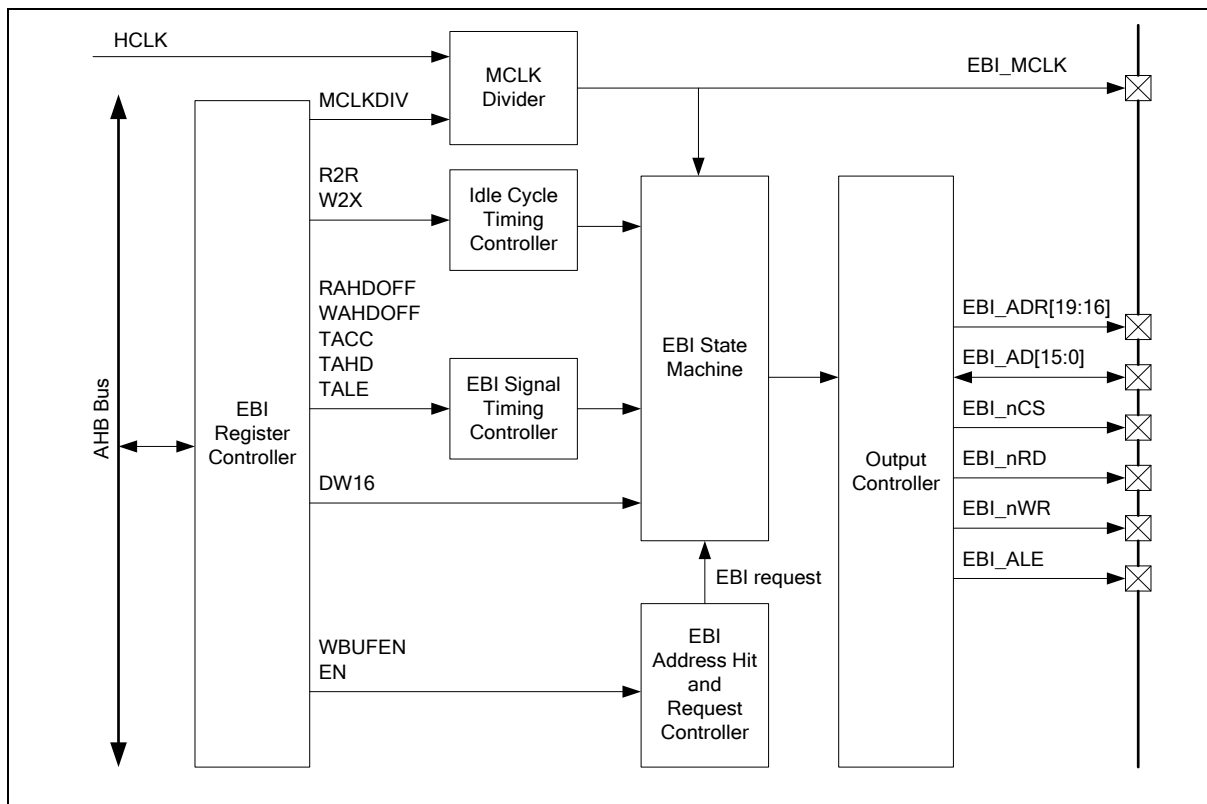 HCLK
MCLK
Divider
EBI_MCLK
MCLKDIV
R2R
W2X
Idle Cycle
Timing
Controller
RAHDOFF
WAHDOFF
TACC
TAHD
TALE
EBI Signal
Timing
Controller
EBI State
Machine
AHB Bus
EBI
Register
Controller
DW16
EBI request
WBUFEN
EN
EBI
Address Hit
and
Request
Controller
Output
Controller
EBI_ADR[19:16]
EBI_AD[15:0]
EBI_nCS
EBI_nRD
EBI_nWR
EBI_ALE